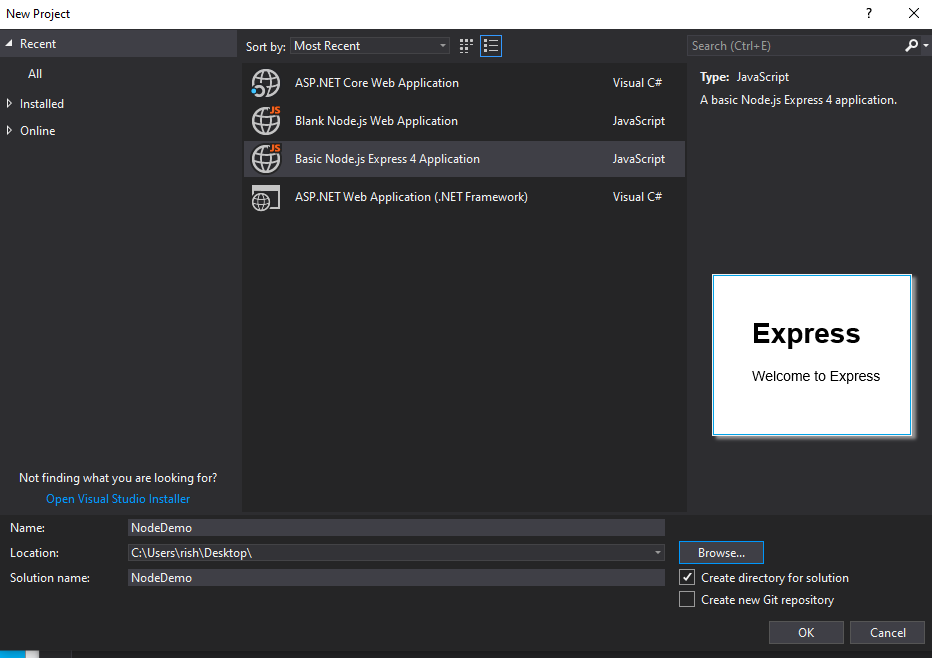 New Project
?
Recent
Sort by: Most Recent
Search (Ctrl+E)
All
Installed
Online
ASP.NET Core Web Application Visual C#
JS
Blank Node.js Web Application JavaScript
JS
Basic Node.js Express 4 Application JavaScript
ASP.NET Web Application (.NET Framework) Visual C#
Type: JavaScript
A basic Node.js Express 4 application.
Express
Welcome to Express
Not finding what you are looking for?
Open Visual Studio Installer
Name: NodeDemo
Location: C:\Users\rish\Desktop\
Browse...
Solution name: NodeDemo
Create directory for solution
Create new Git repository
OK
Cancel